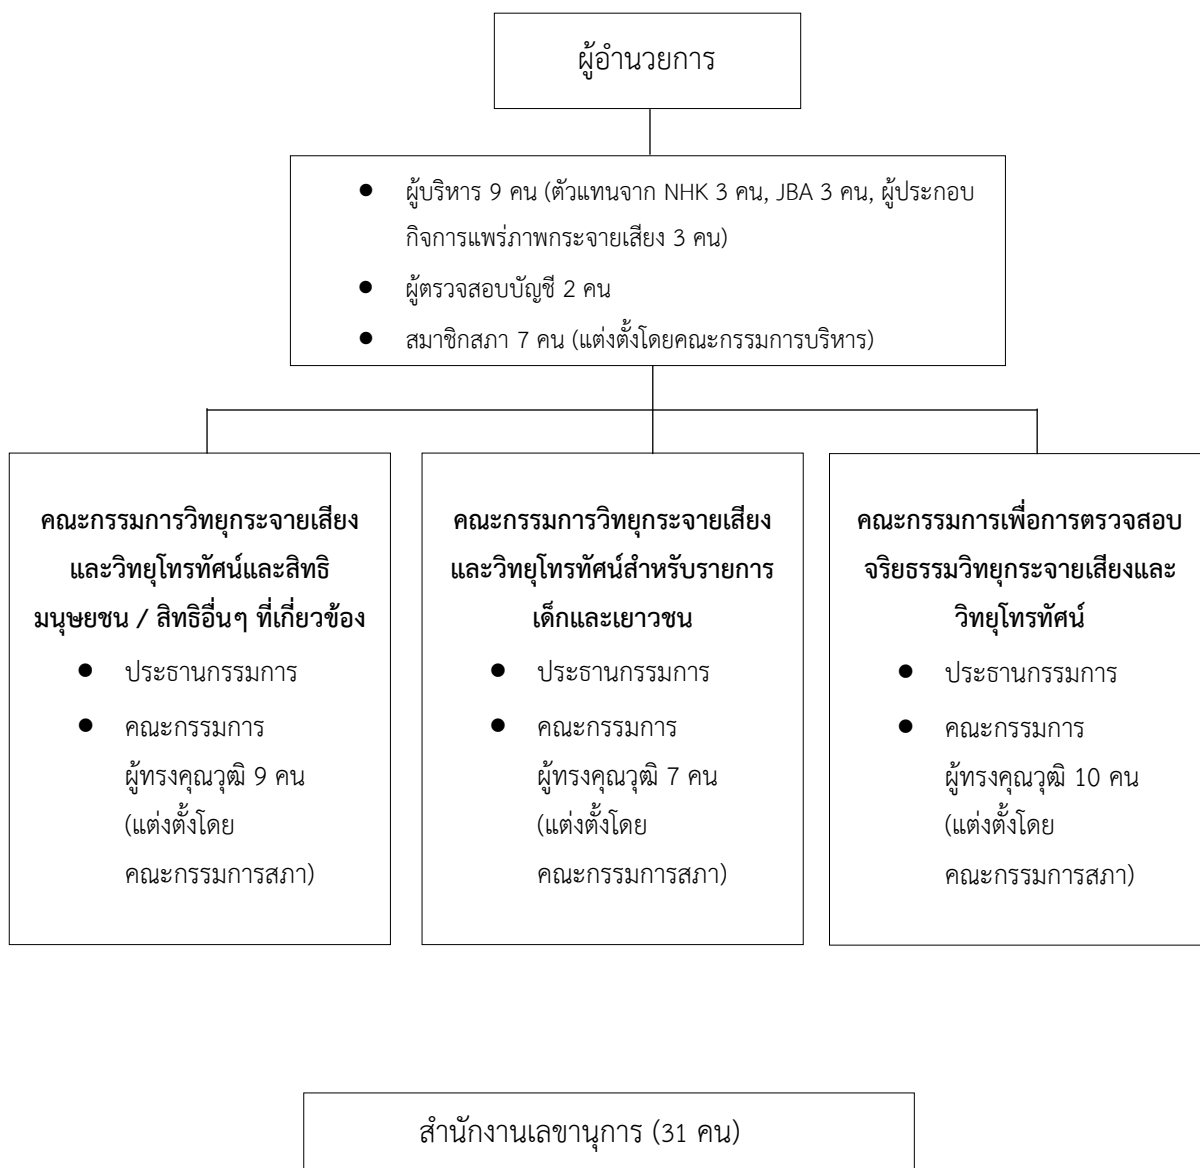 ผู้อำนวยการ
● ผู้บริหาร 9 คน (ตัวแทนจาก NHK 3 คน, JBA 3 คน, ผู้ประกอบ
กิจการแพร่ภาพกระจายเสียง 3 คน)
● ผู้ตรวจสอบบัญชี 2 คน
● สมาชิกสภา 7 คน (แต่งตั้งโดยคณะกรรมการบริหาร)
คณะกรรมการวิทยุกระจายเสียง
และวิทยุโทรทัศน์และสิทธิ
มนุษยชน / สิทธิอื่นๆ ที่เกี่ยวข้อง
● ประธานกรรมการ
● คณะกรรมการ
ผู้ทรงคุณวุฒิ 9 คน
(แต่งตั้งโดย
คณะกรรมการสภา)
คณะกรรมการวิทยุกระจายเสียง
และวิทยุโทรทัศน์สำหรับรายการ
เด็กและเยาวชน
● ประธานกรรมการ
● คณะกรรมการ
ผู้ทรงคุณวุฒิ 7 คน
(แต่งตั้งโดย
คณะกรรมการสภา)
คณะกรรมการเพื่อการตรวจสอบ
จริยธรรมวิทยุกระจายเสียงและ
วิทยุโทรทัศน์
● ประธานกรรมการ
● คณะกรรมการ
ผู้ทรงคุณวุฒิ 10 คน
(แต่งตั้งโดย
คณะกรรมการสภา)
สำนักงานเลขานุการ (31 คน)